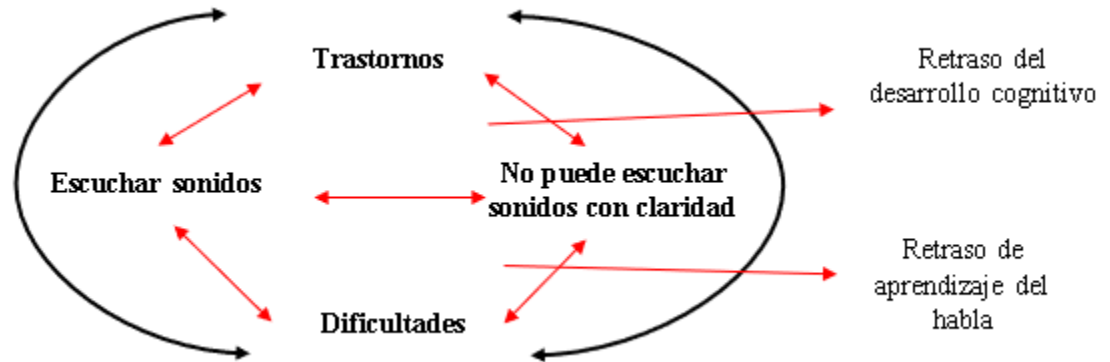 Trastornos
Retraso del
desarrollo cognitivo
Escuchar sonidos
No puede escuchar
sonidos con claridad
Retraso de
aprendizaje del
habla
Dificultades